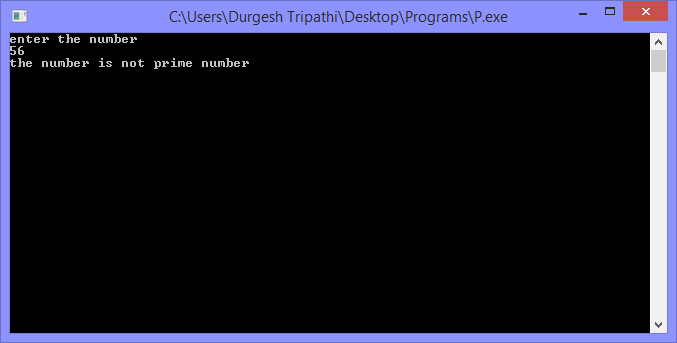 C:\Users\Durgesh Tripathi\Desktop\Programs\P.exe
enter the number
56
the number is not prime number